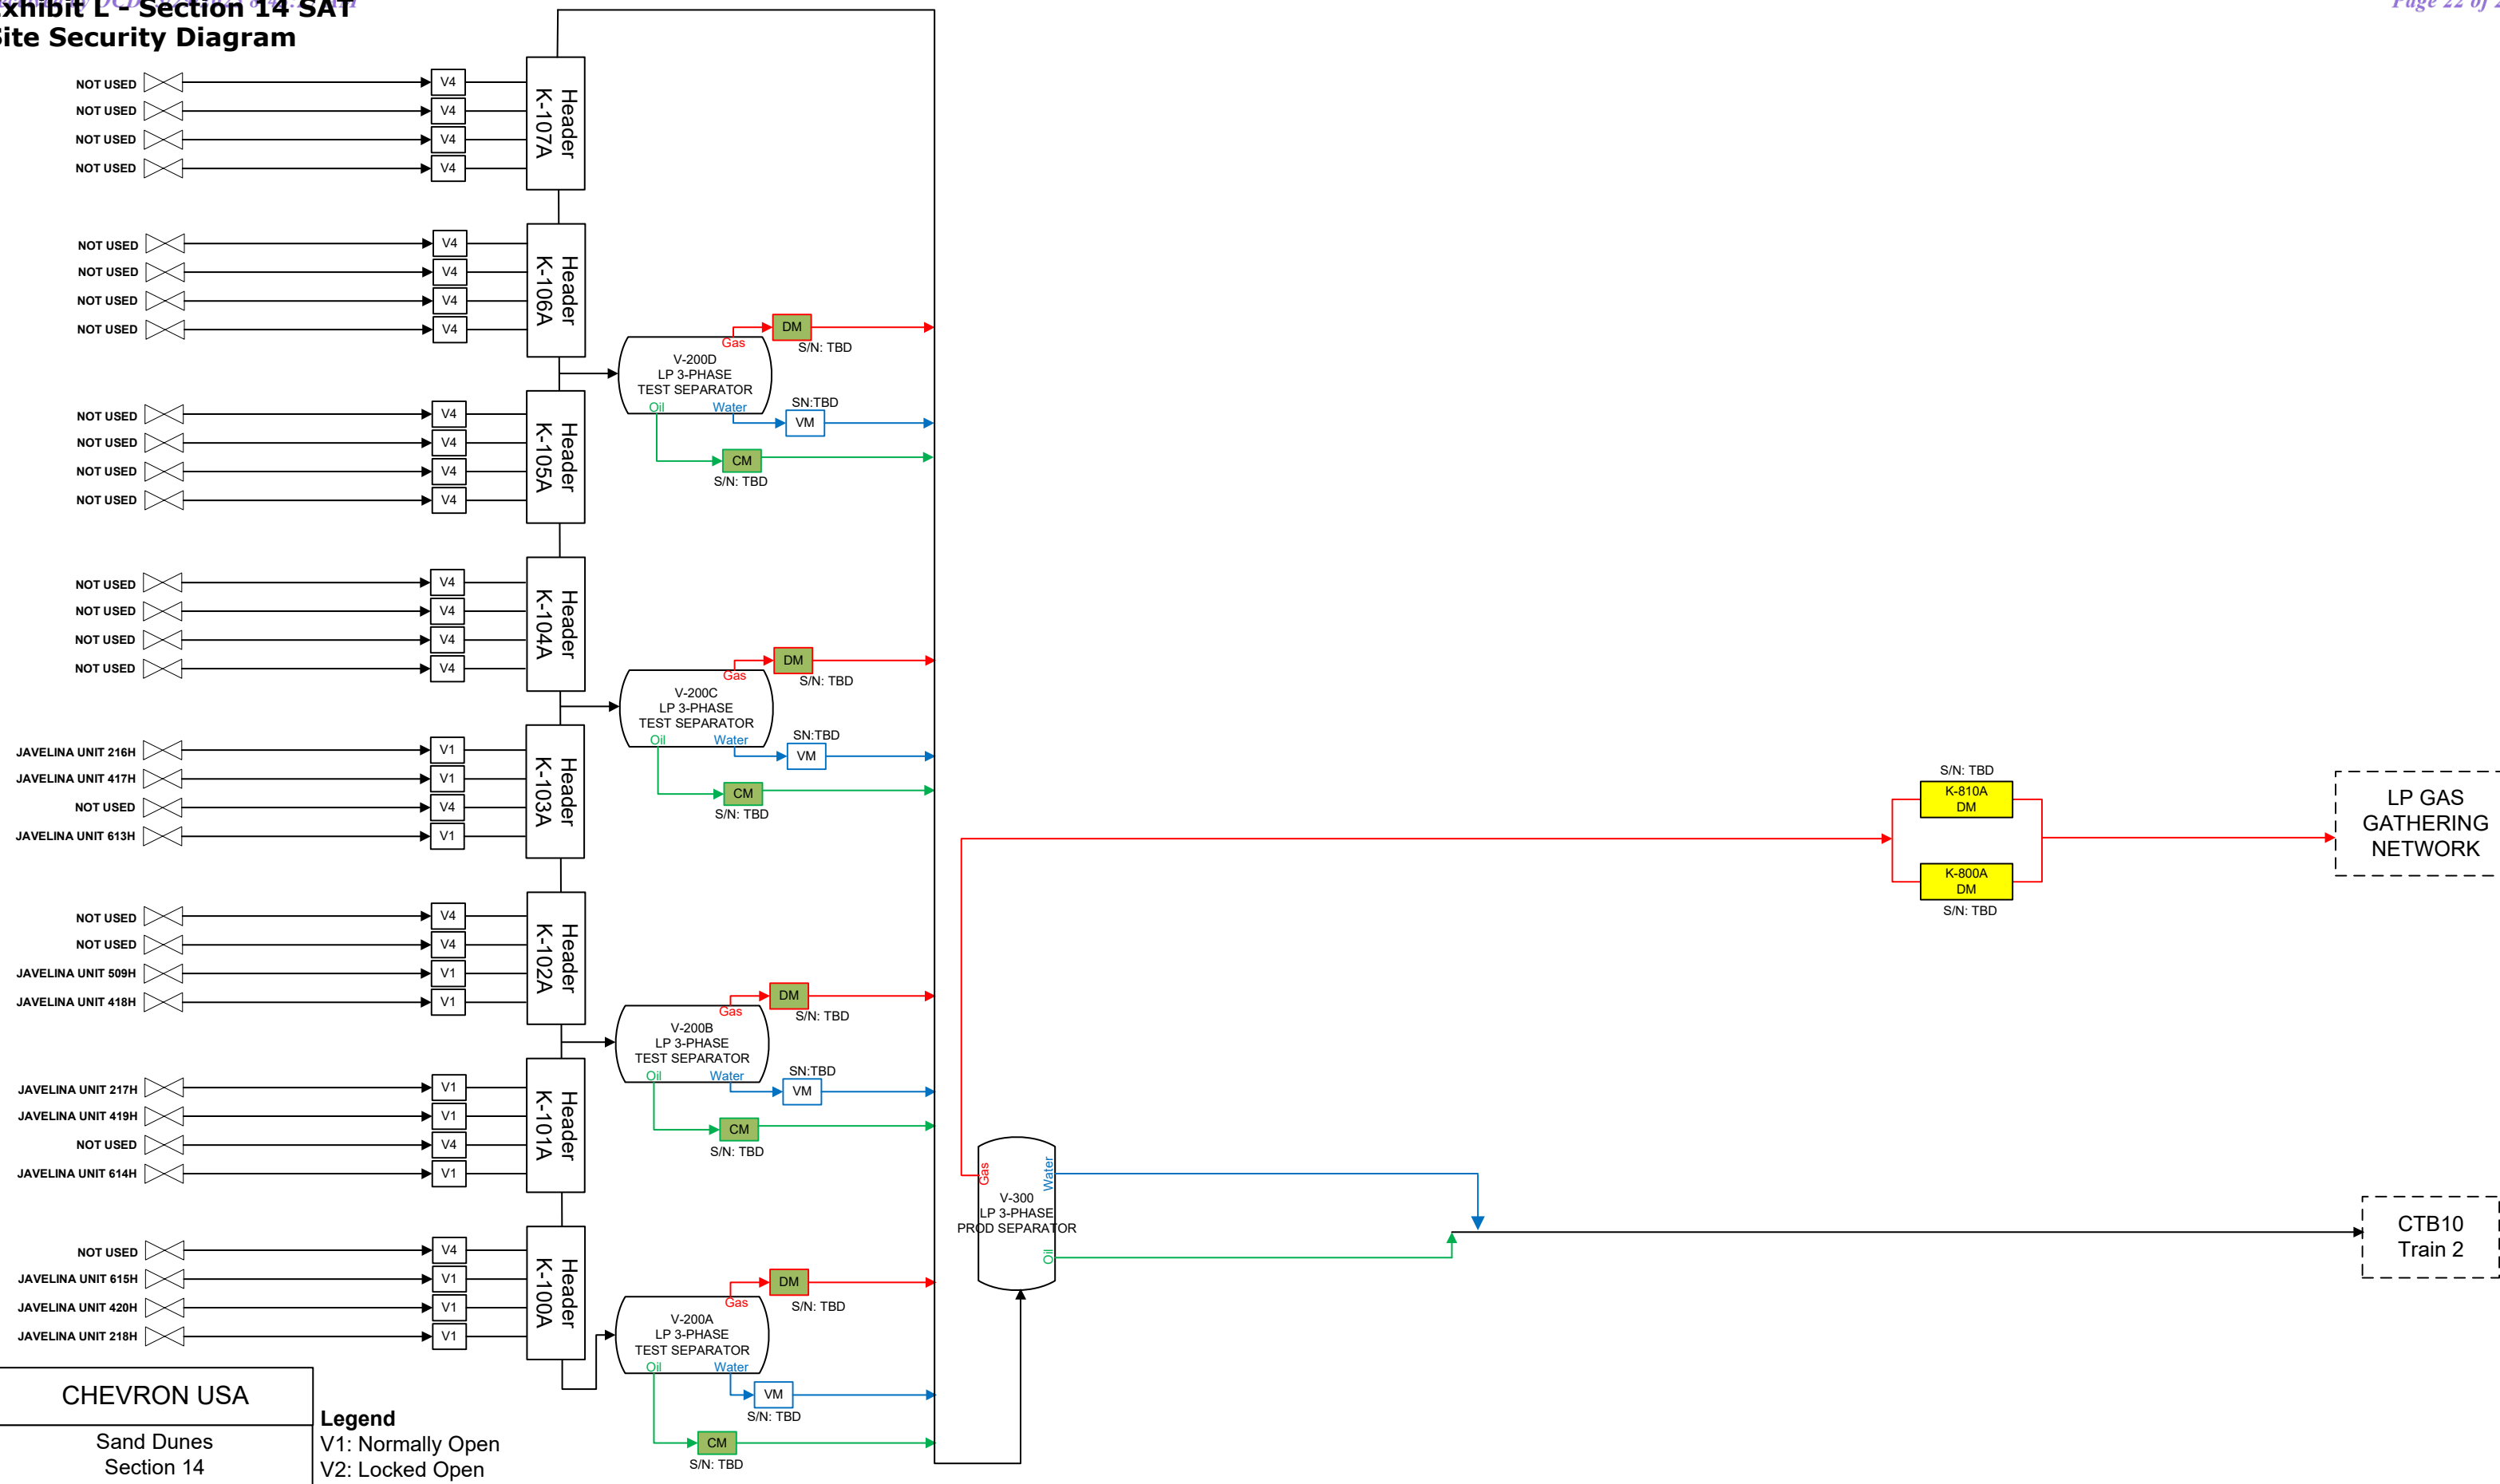 Exhibit L - Section 14 SAT
Site Security Diagram
Page 22 of 2
NOT USED V4
NOT USED V4
NOT USED V4
NOT USED V4
Header
K-107A
NOT USED V4
NOT USED V4
NOT USED V4
NOT USED V4
Header
K-106A
Gas
DM
S/N: TBD
V-200D
LP 3-PHASE
TEST SEPARATOR
Oil
Water
SN:TBD
VM
CM
S/N: TBD
NOT USED V4
NOT USED V4
NOT USED V4
NOT USED V4
Header
K-105A
NOT USED V4
NOT USED V4
NOT USED V4
NOT USED V4
Header
K-104A
Gas
DM
S/N: TBD
V-200C
LP 3-PHASE
TEST SEPARATOR
Oil
Water
SN:TBD
VM
CM
S/N: TBD
JAVELINA UNIT 216H V1
JAVELINA UNIT 417H V1
NOT USED V4
JAVELINA UNIT 613H V1
Header
K-103A
S/N: TBD
K-810A
DM
K-800A
DM
S/N: TBD
LP GAS
GATHERING
NETWORK
NOT USED V4
NOT USED V4
JAVELINA UNIT 509H V1
JAVELINA UNIT 418H V1
Header
K-102A
Gas
DM
S/N: TBD
V-200B
LP 3-PHASE
TEST SEPARATOR
Oil
Water
SN:TBD
VM
CM
S/N: TBD
JAVELINA UNIT 217H V1
JAVELINA UNIT 419H V1
NOT USED V4
JAVELINA UNIT 614H V1
Header
K-101A
Gas
Water
V-300
LP 3-PHASE
PROD SEPARATOR
Oil
CTB10
Train 2
NOT USED V4
JAVELINA UNIT 615H V1
JAVELINA UNIT 420H V1
JAVELINA UNIT 218H V1
Header
K-100A
Gas
DM
S/N: TBD
V-200A
LP 3-PHASE
TEST SEPARATOR
Oil
Water
VM
S/N: TBD
CM
S/N: TBD
CHEVRON USA
Sand Dunes
Section 14
Legend
V1: Normally Open
V2: Locked Open